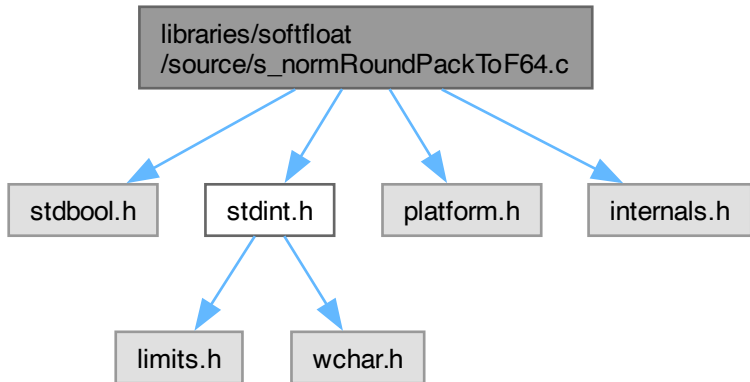 libraries/softfloat
/source/s_normRoundPackToF64.c
stdbool.h
stdint.h
platform.h
internals.h
limits.h
wchar.h